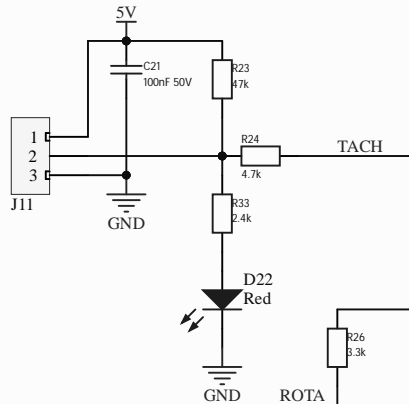 5V
C21
100nF 50V
R23
47k
1
2
3
J11
R24
4.7k
TACH
GND
R33
2.4k
D22
Red
R26
3.3k
GND
ROTA